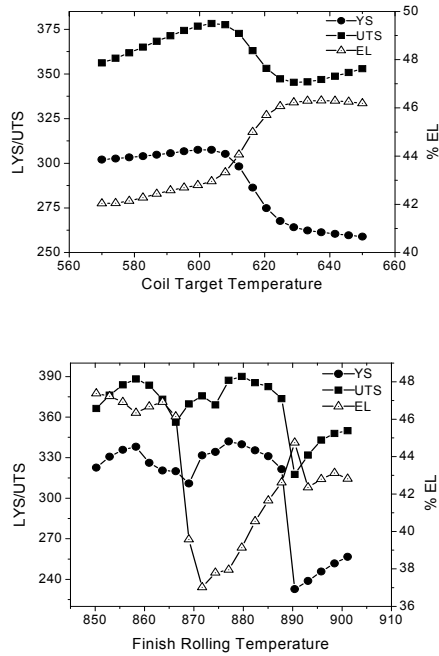 50
375
YS
UTS
EL
48
350
46
LYS/UTS
325
% EL
300
44
275
42
250
40
560 580 600 620 640 660
Coil Target Temperature
390
YS
UTS
EL
48
360
46
LYS/UTS
330
44
% EL
300
42
270
40
240
38
36
850 860 870 880 890 900 910
Finish Rolling Temperature